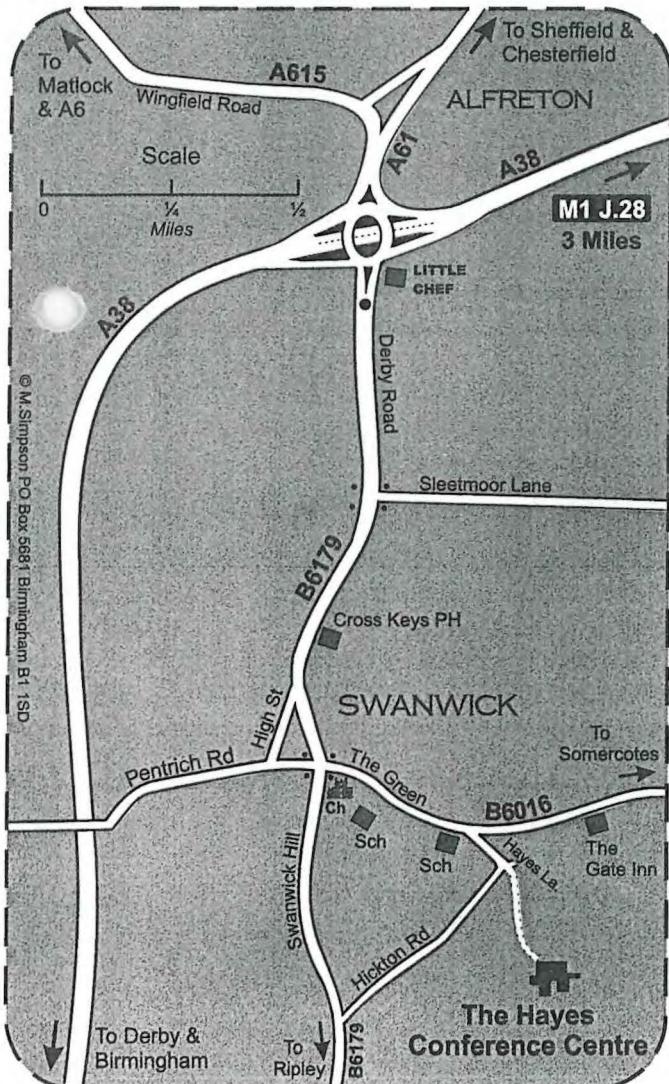 To
Matlock
& A6
A615
Wingfield Road
To Sheffield &
Chesterfield
ALFRETON
A61
Scale
0
¼
½
Miles
A38
M1 J.28
3 Miles
LITTLE
CHEF
A38
Derby Road
© M.Simpson PO Box 5681 Birmingham B1 1SD
Sleetmoor Lane
B6179
Cross Keys PH
High St
SWANWICK
To
Somercotes
Pentrich Rd
The Green
B6016
Ch
Sch
Sch
Hayes La.
The
Gate Inn
Swanwick Hill
Hickton Rd
The Hayes
Conference Centre
To Derby &
Birmingham
To
Ripley
B6179